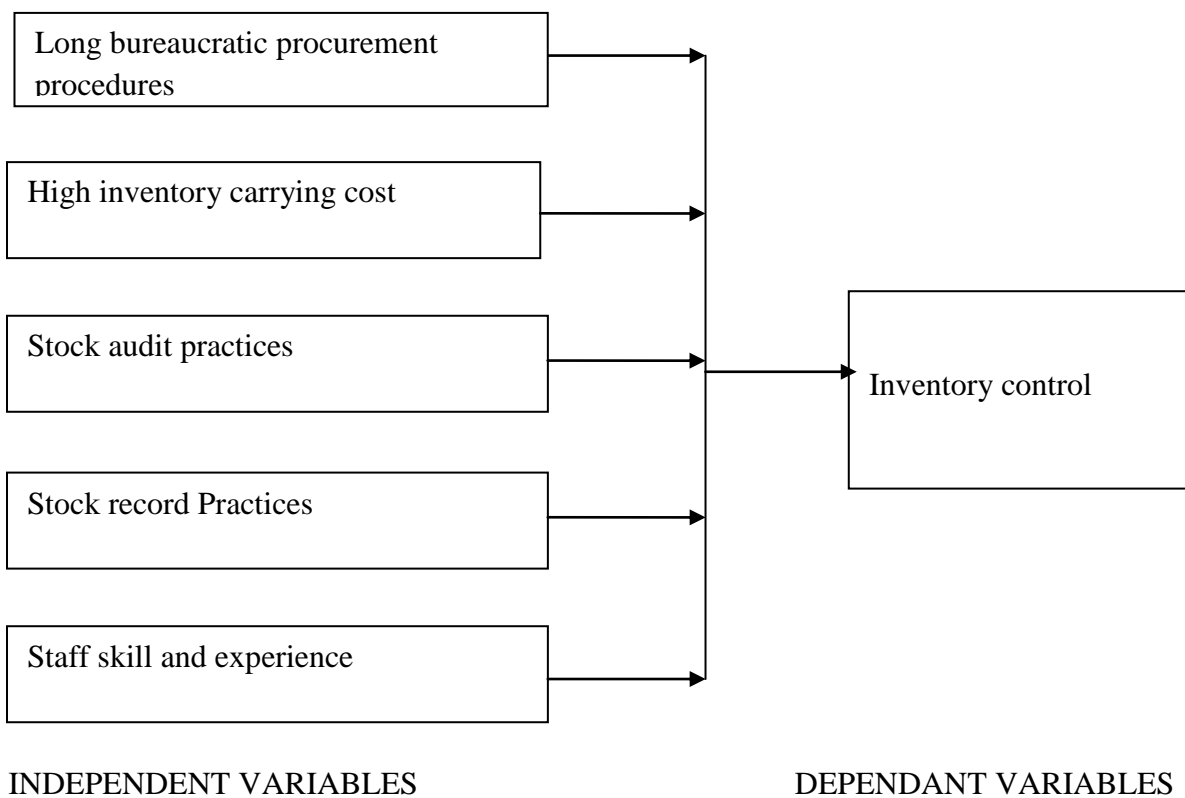 Long bureaucratic procurement
procedures
High inventory carrying cost
Stock audit practices
Inventory control
Stock record Practices
Staff skill and experience
INDEPENDENT VARIABLES
DEPENDANT VARIABLES